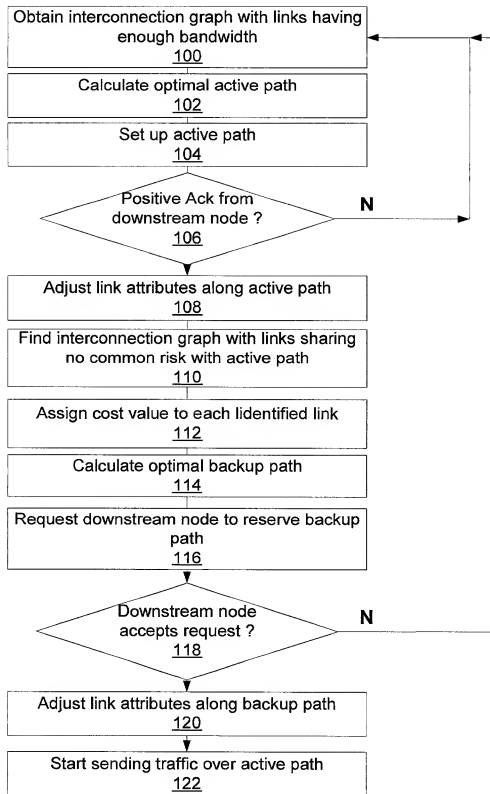 Obtain interconnection graph with links having
enough bandwidth
100
Calculate optimal active path
102
Set up active path
104
Positive Ack from
downstream node ?
106
N
Adjust link attributes along active path
108
Find interconnection graph with links sharing
no common risk with active path
110
Assign cost value to each lidentified link
112
Calculate optimal backup path
114
Request downstream node to reserve backup
path
116
Downstream node
accepts request ?
118
N
Adjust link attributes along backup path
120
Start sending traffic over active path
122